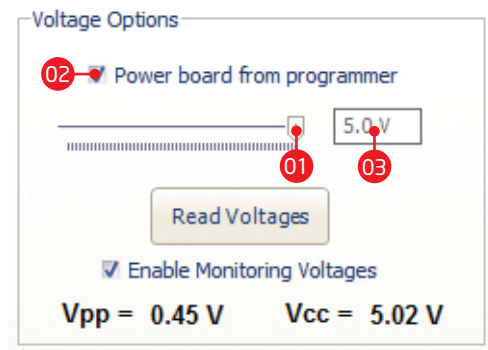 Voltage Options
02 Power board from programmer
01 5.0 V 03
Read Voltages
Enable Monitoring Voltages
Vpp = 0.45 V Vcc = 5.02 V